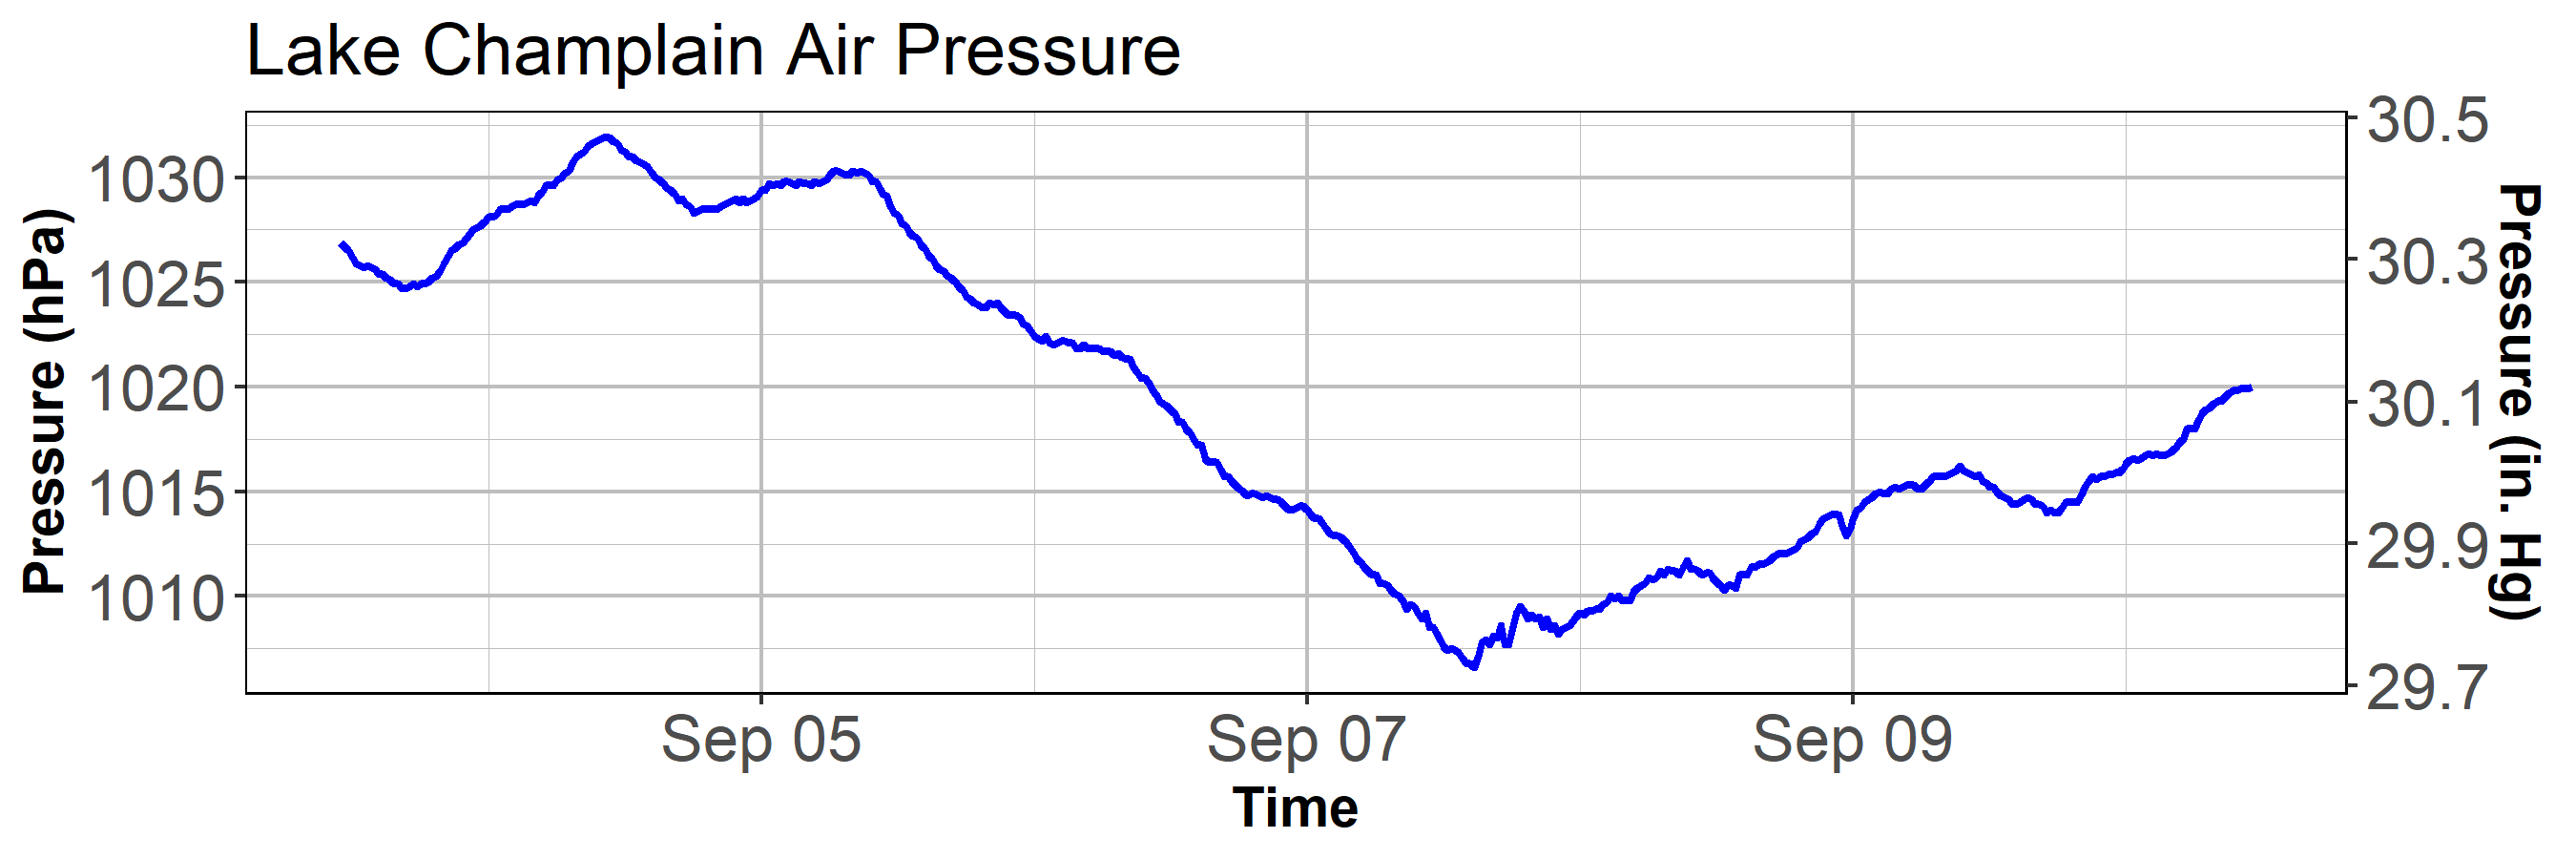 Lake Champlain Air Pressure
Pressure (hPa)
1030
1025
1020
1015
1010
30.5
30.3
30.1
29.9
29.7
Pressure (in. Hg)
Sep 05 Sep 07 Sep 09
Time